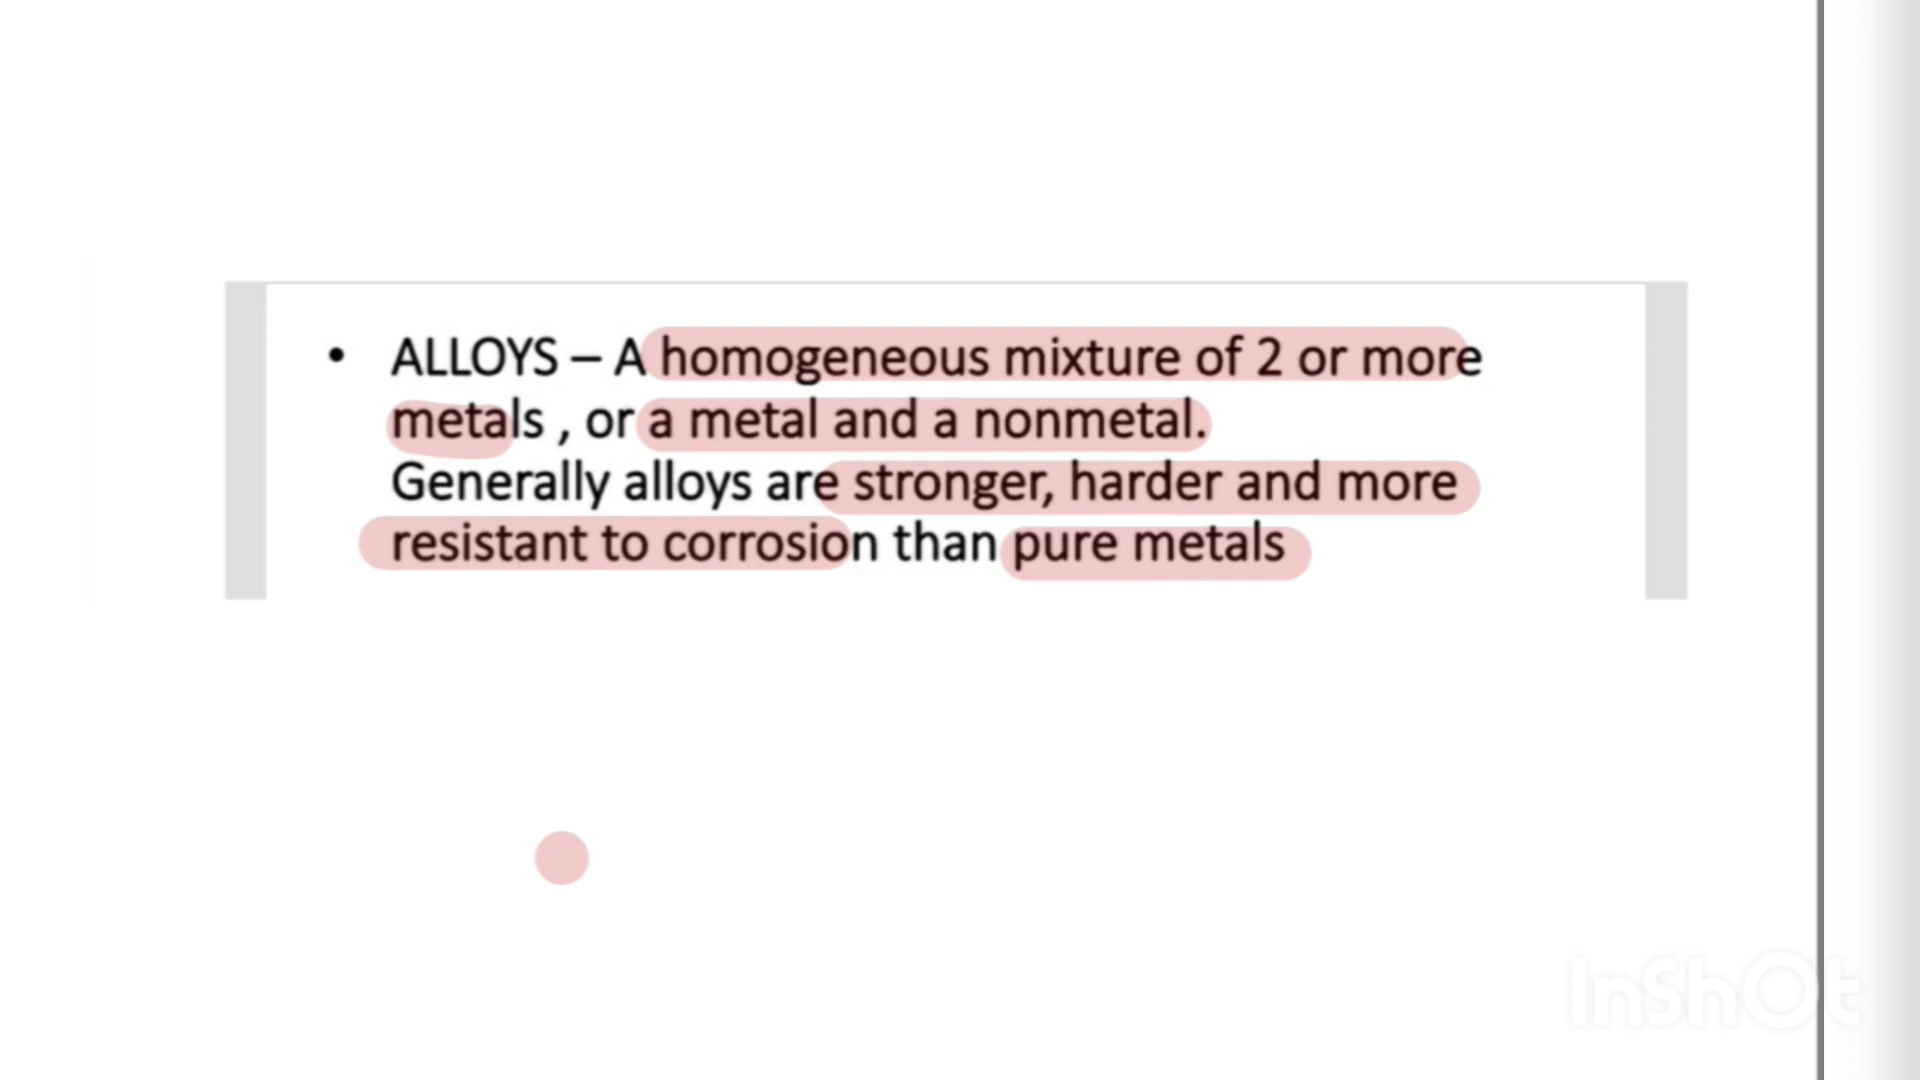 • ALLOYS – A homogeneous mixture of 2 or more
metals , or a metal and a nonmetal.
Generally alloys are stronger, harder and more
resistant to corrosion than pure metals
InShOt